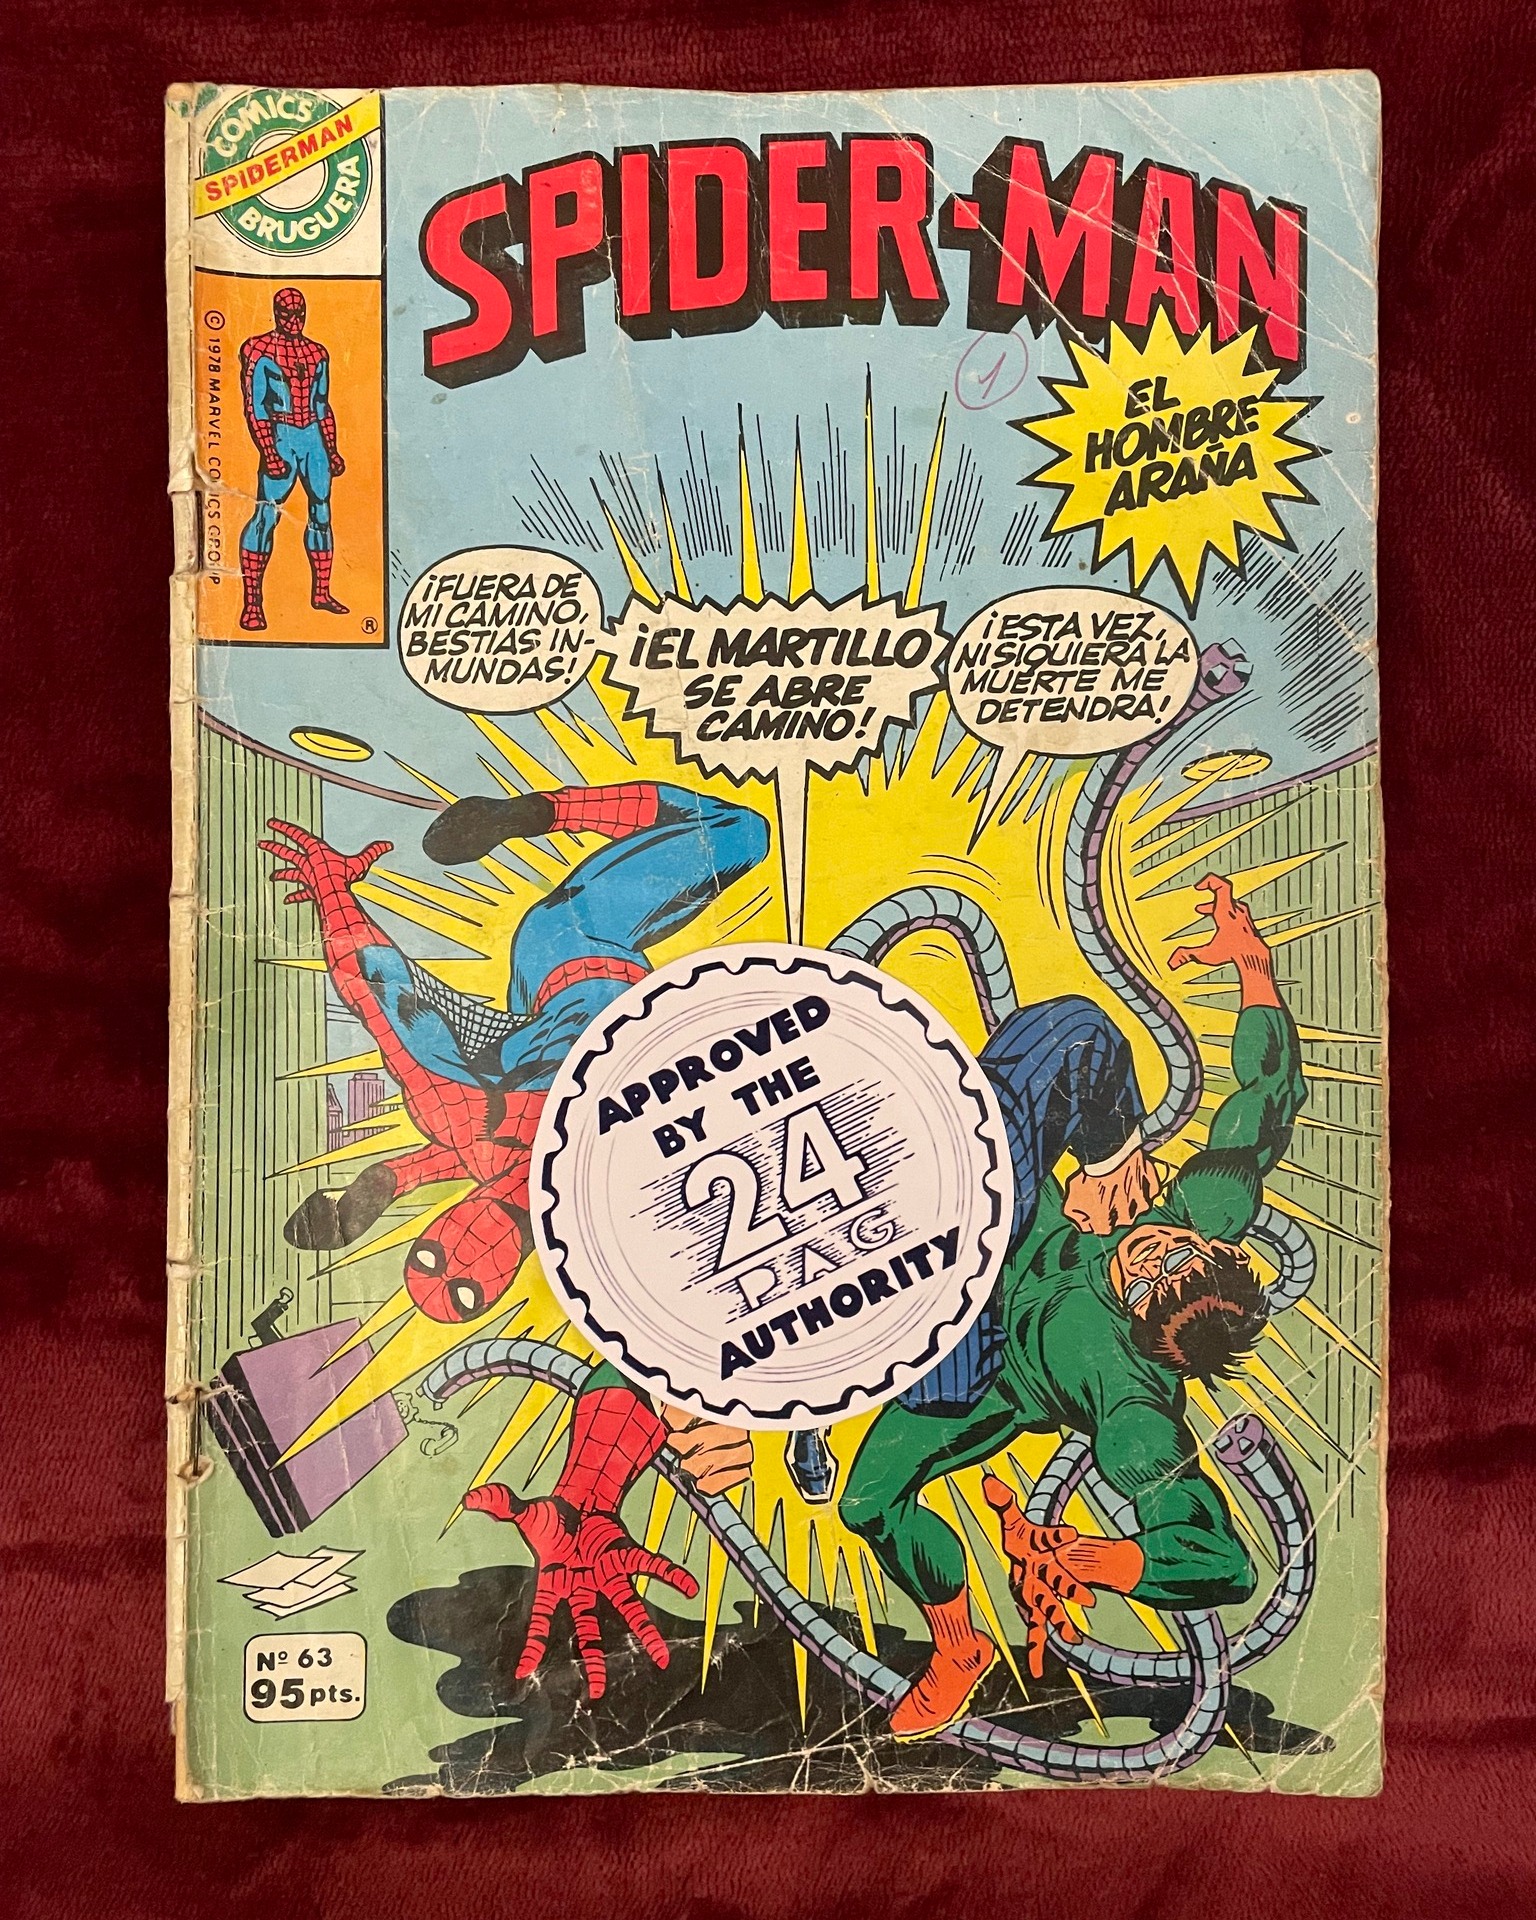 COMICS
SPIDERMAN
BRUGUERA
SPIDER-MAN
© 1978 MARVEL COMICS GROUP
®
1
EL
HOMBRE
ARAÑA
¡FUERA DE
MI CAMINO,
BESTIAS IN-
MUNDAS!
¡EL MARTILLO
SE ABRE
CAMINO!
¡ESTA VEZ,
NI SIQUIERA LA
MUERTE ME
DETENDRA!
APPROVED
BY THE
24
PAG
AUTHORITY
Nº 63
95 pts.